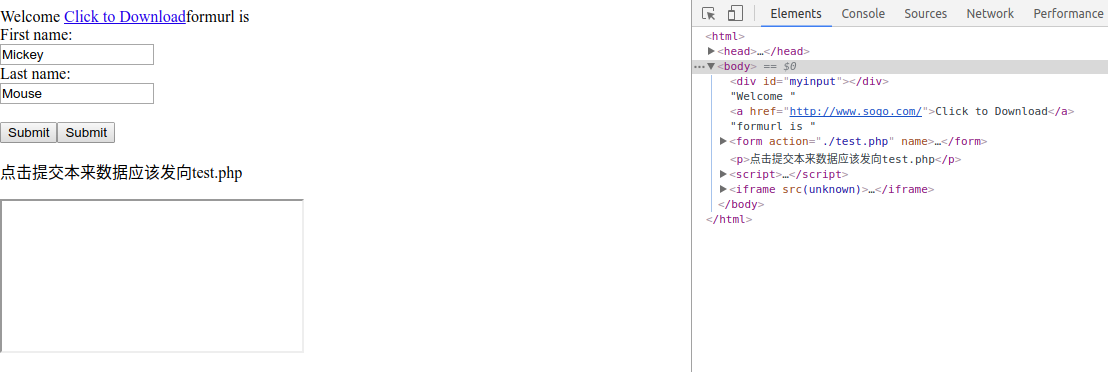 Welcome Click to Downloadformurl is
First name:
Mickey
Last name:
Mouse
Submit Submit
点击提交本来数据应该发向test.php
Elements Console Sources Network Performance
<html>
<head>…</head>
<body> == $0
<div id="myinput"></div>
"Welcome "
<a href="http://www.soqo.com/">Click to Download</a>
"formurl is "
<form action="./test.php" name>…</form>
<p>点击提交本来数据应该发向test.php</p>
<script>…</script>
<iframe src(unknown)>…</iframe>
</body>
</html>